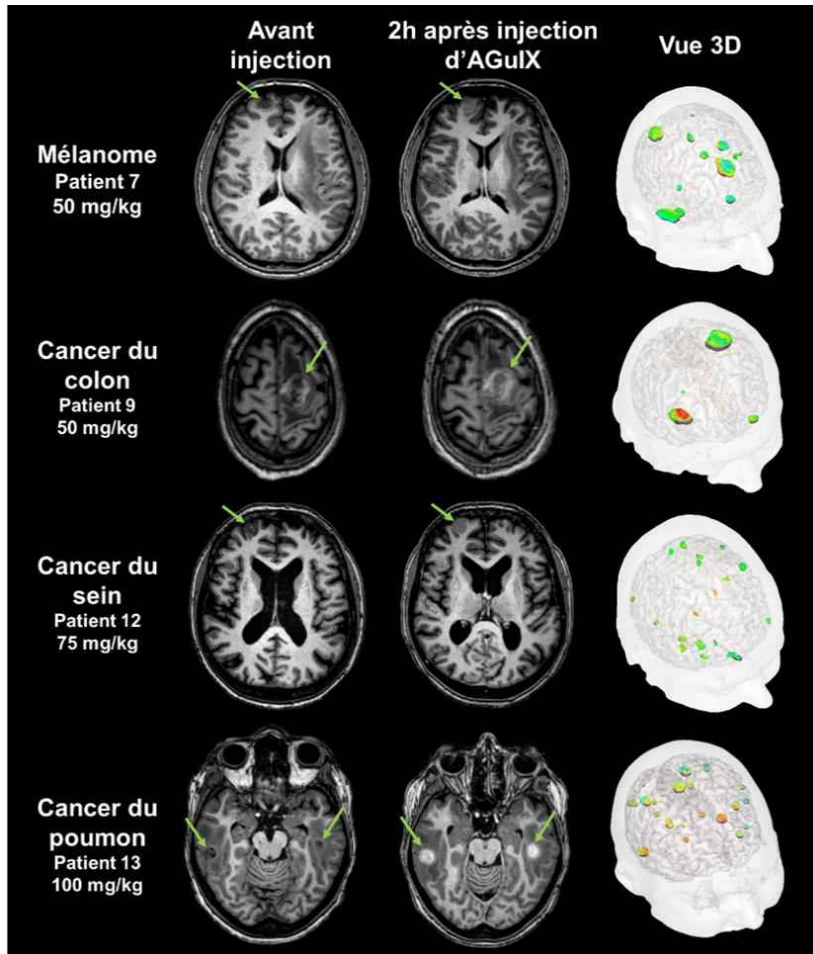 Avant
injection
2h après injection
d'AGuIX
Vue 3D
Mélanome
Patient 7
50 mg/kg
Cancer du
colon
Patient 9
50 mg/kg
Cancer du
sein
Patient 12
75 mg/kg
Cancer du
poumon
Patient 13
100 mg/kg